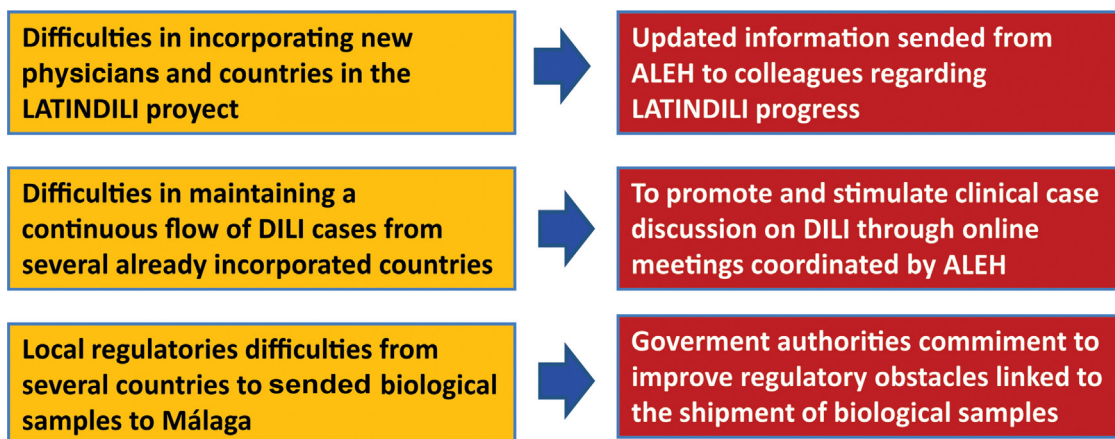 Difficulties in incorporating new
physicians and countries in the
LATINDILI proyect
Updated information sended from
ALEH to colleagues regarding
LATINDILI progress
Difficulties in maintaining a
continuous flow of DILI cases from
several already incorporated countries
To promote and stimulate clinical case
discussion on DILI through online
meetings coordinated by ALEH
Local regulatories difficulties from
several countries to sended biological
samples to Málaga
Goverment authorities commiment to
improve regulatory obstacles linked to
the shipment of biological samples